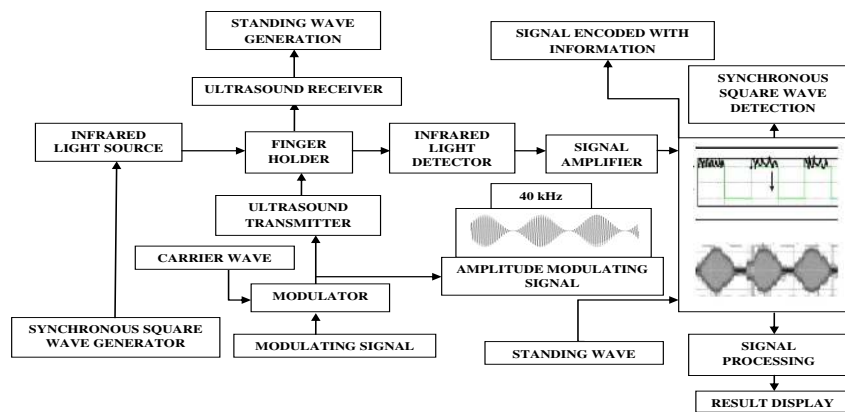 STANDING WAVE
GENERATION
SIGNAL ENCODED WITH
INFORMATION
ULTRASOUND RECEIVER
SYNCHRONOUS
SQUARE WAVE
DETECTION
INFRARED
LIGHT SOURCE
FINGER
HOLDER
INFRARED
LIGHT
DETECTOR
SIGNAL
AMPLIFIER
ULTRASOUND
TRANSMITTER
40 kHz
CARRIER WAVE
AMPLITUDE MODULATING
SIGNAL
MODULATOR
SYNCHRONOUS SQUARE
WAVE GENERATOR
MODULATING SIGNAL
STANDING WAVE
SIGNAL
PROCESSING
RESULT DISPLAY